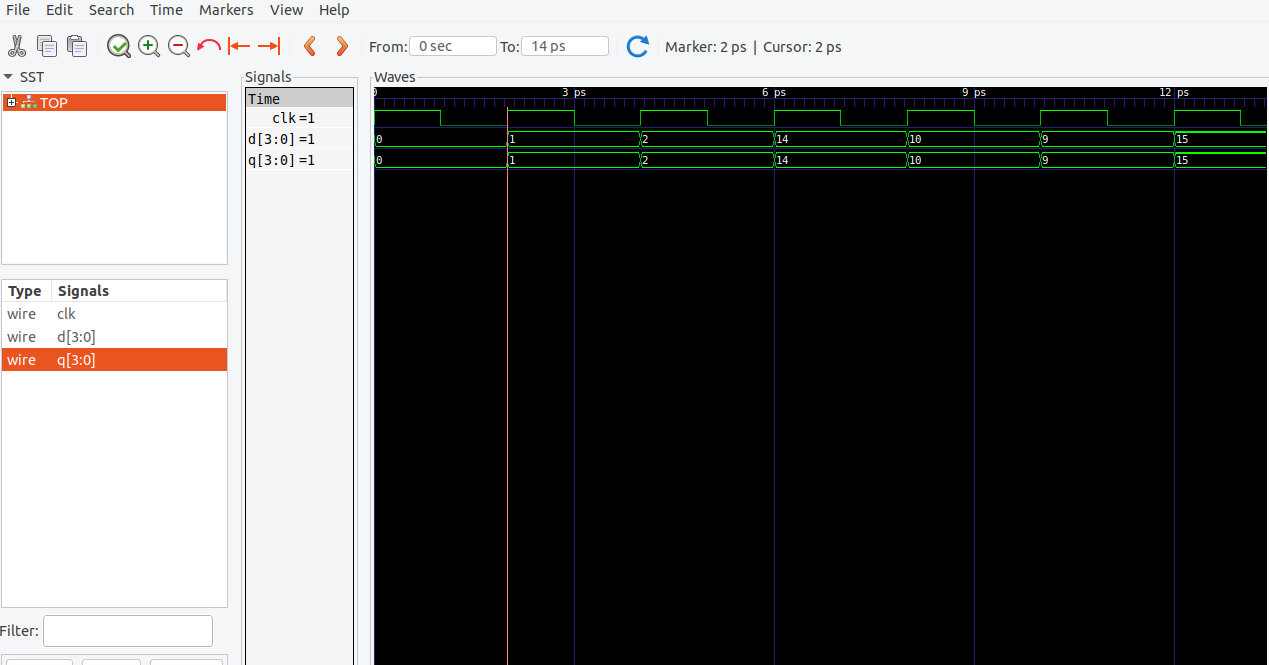 File Edit Search Time Markers View Help
From: 0 sec To: 14 ps Marker: 2 ps | Cursor: 2 ps
SST
TOP
Type Signals
wire clk
wire d[3:0]
wire q[3:0]
Filter:
Signals
Time
clk =1
d[3:0] =1
q[3:0] =1
Waves
0 3 ps 6 ps 9 ps 12 ps
0 1 2 14 10 9 15
0 1 2 14 10 9 15